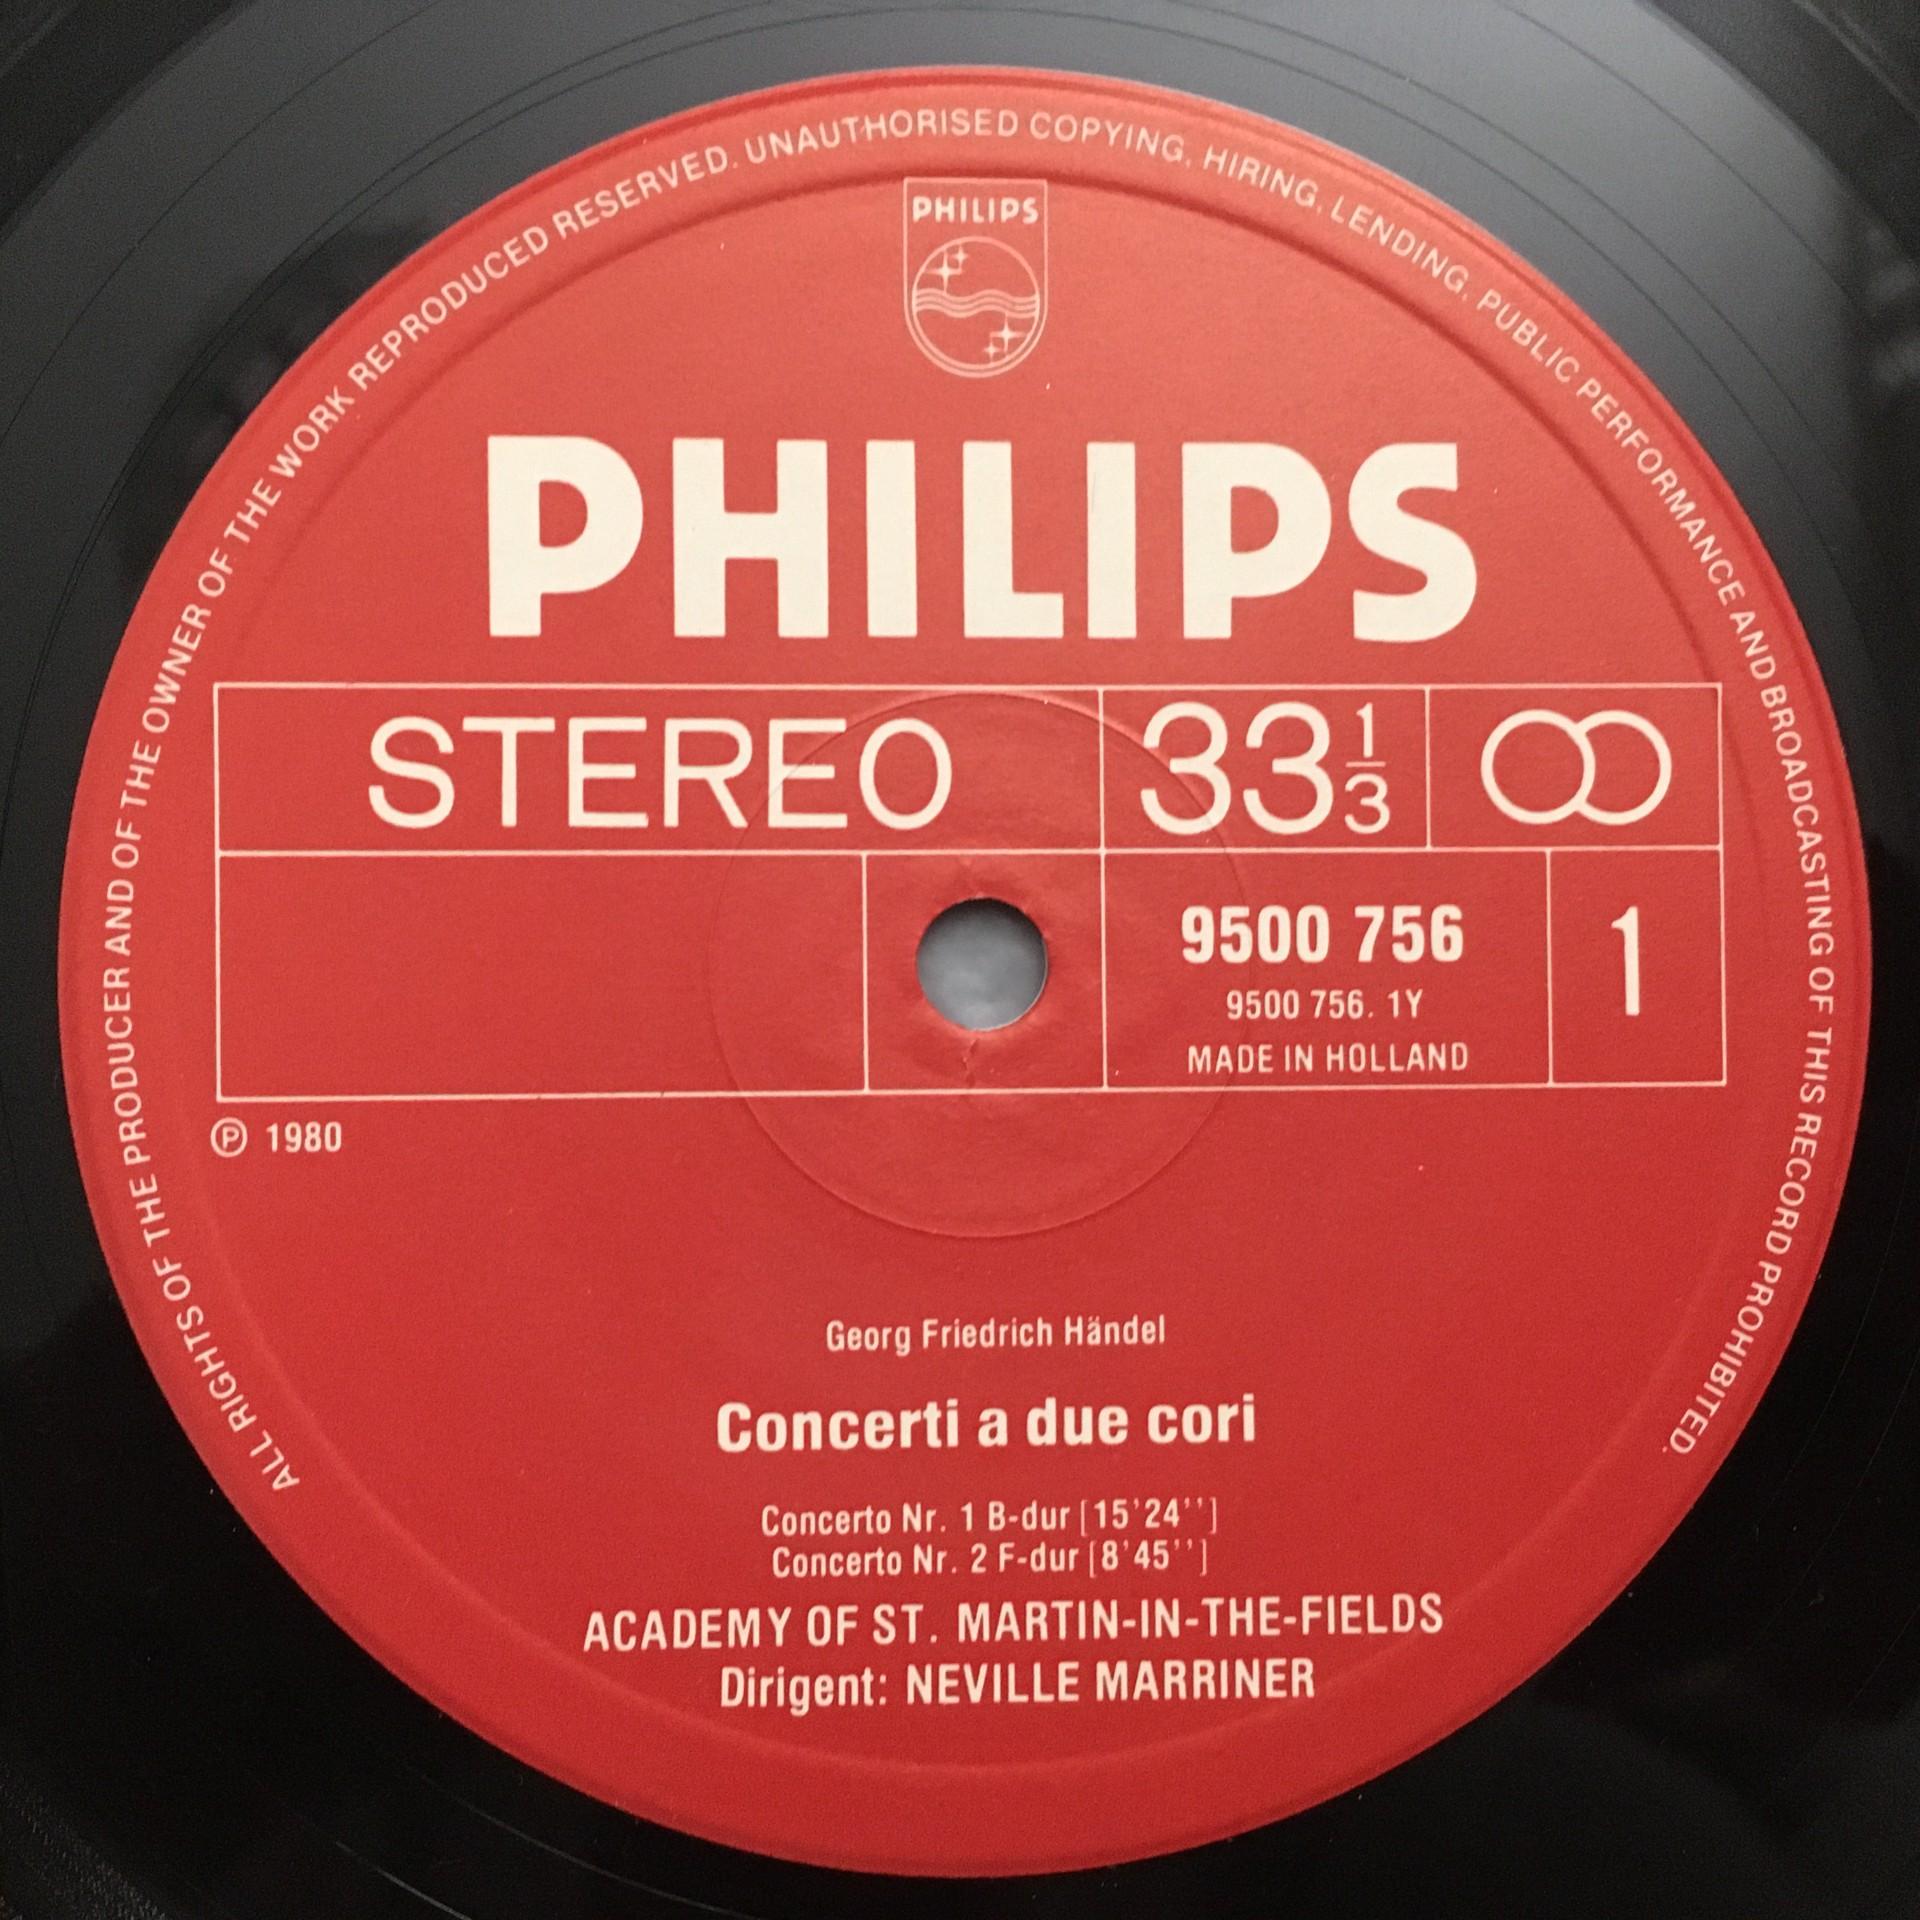 ALL RIGHTS OF THE PRODUCER AND OF THE OWNER OF THE WORK REPRODUCED RESERVED. UNAUTHORISED COPYING, HIRING, LENDING, PUBLIC PERFORMANCE AND BROADCASTING OF THIS RECORD PROHIBITED.
PHILIPS
PHILIPS
STEREO 33 1/3
9500 756 1
9500 756. 1Y
MADE IN HOLLAND
℗ 1980
Georg Friedrich Händel
Concerti a due cori
Concerto Nr. 1 B-dur [15'24'']
Concerto Nr. 2 F-dur [8'45'']
ACADEMY OF ST. MARTIN-IN-THE-FIELDS
Dirigent: NEVILLE MARRINER